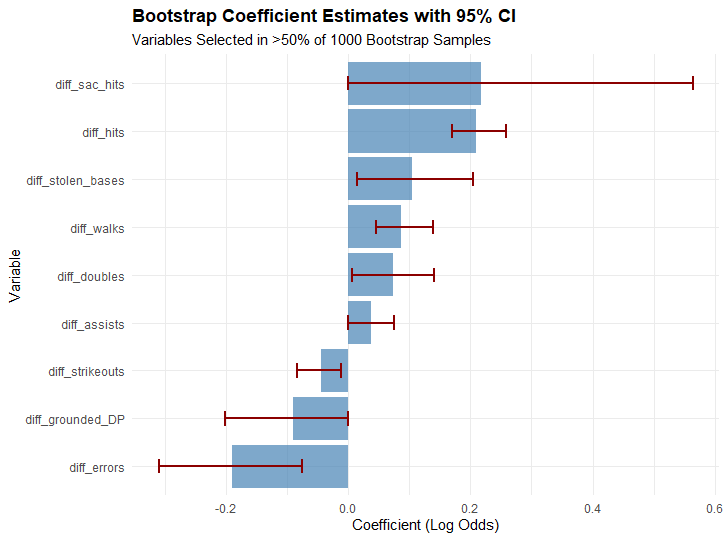 Bootstrap Coefficient Estimates with 95% CI
Variables Selected in >50% of 1000 Bootstrap Samples
Variable
diff_sac_hits
diff_hits
diff_stolen_bases
diff_walks
diff_doubles
diff_assists
diff_strikeouts
diff_grounded_DP
diff_errors
-0.2 0.0 0.2 0.4 0.6
Coefficient (Log Odds)